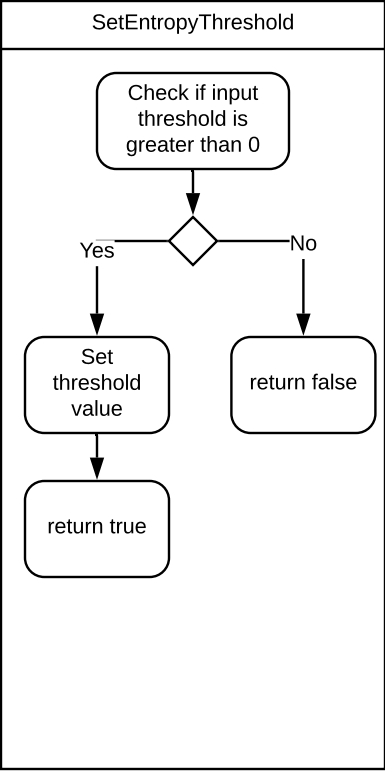 SetEntropyThreshold
Check if input
threshold is
greater than 0
Yes
No
Set
threshold
value
return false
return true